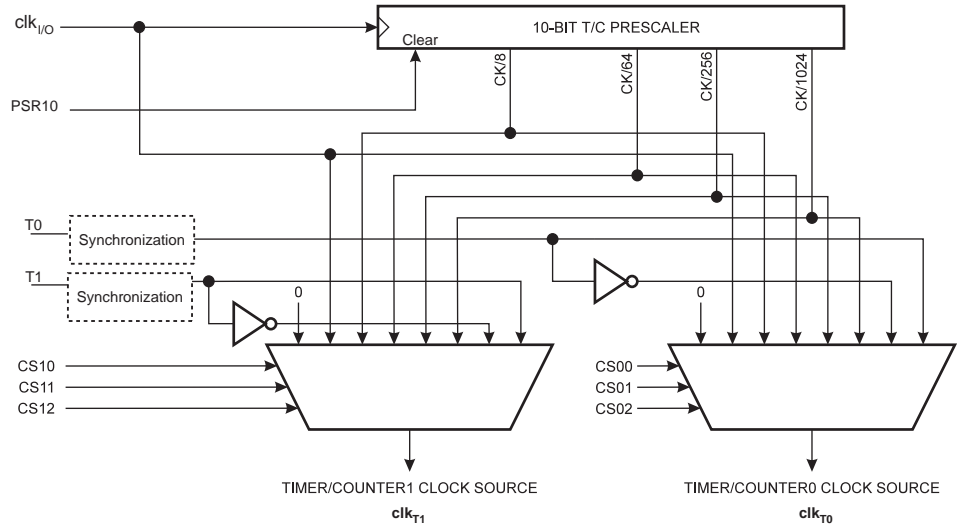 clkI/O
10-BIT T/C PRESCALER
Clear
CK/8
CK/64
CK/256
CK/1024
PSR10
T0
Synchronization
T1
Synchronization
0
0
CS10
CS11
CS12
CS00
CS01
CS02
TIMER/COUNTER1 CLOCK SOURCE
clkT1
TIMER/COUNTER0 CLOCK SOURCE
clkT0